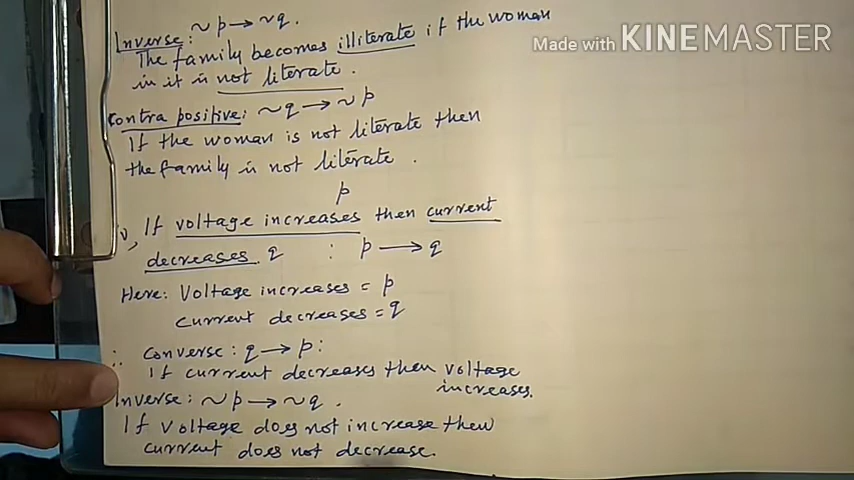 Inverse: ~p→~q.
The family becomes illiterate if the woman
in it is not literate.
Contra positive: ~q→~p
If the woman is not literate then
the family is not literate.
p
v, If voltage increases then current
decreases. q : p→q
Here: Voltage increases = p
current decreases = q
∴ Converse: q→p:
If current decreases then voltage
increases.
Inverse: ~p→~q.
If voltage does not increase then
current does not decrease.
Made with KINEMASTER